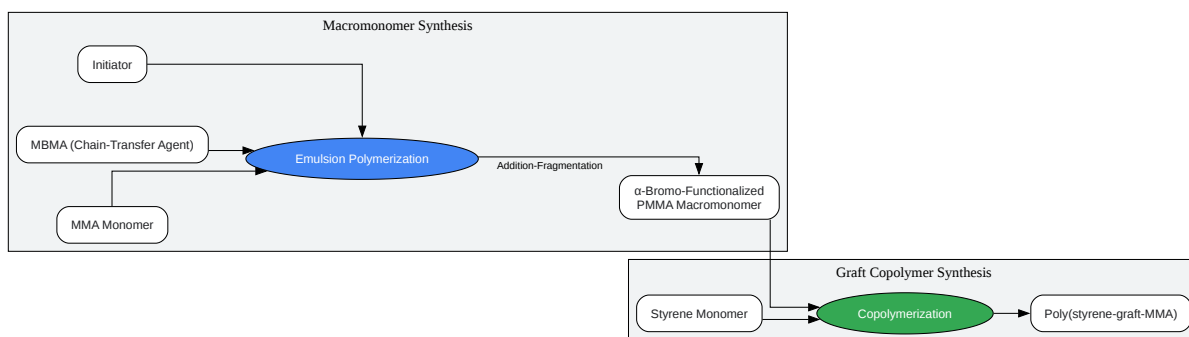 Macromonomer Synthesis
Initiator
MBMA (Chain-Transfer Agent)
Emulsion Polymerization
Addition-Fragmentation
α-Bromo-Functionalized
PMMA Macromonomer
MMA Monomer
Graft Copolymer Synthesis
Styrene Monomer
Copolymerization
Poly(styrene-graft-MMA)